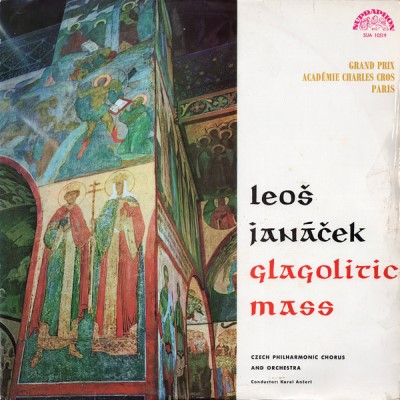 SUPRAPHON
SUA 10519
GRAND PRIX
ACADÉMIE CHARLES CROS
PARIS
leoš
janáček
glagolitic
mass
CZECH PHILHARMONIC CHORUS
AND ORCHESTRA
Conductor: Karel Ančerl